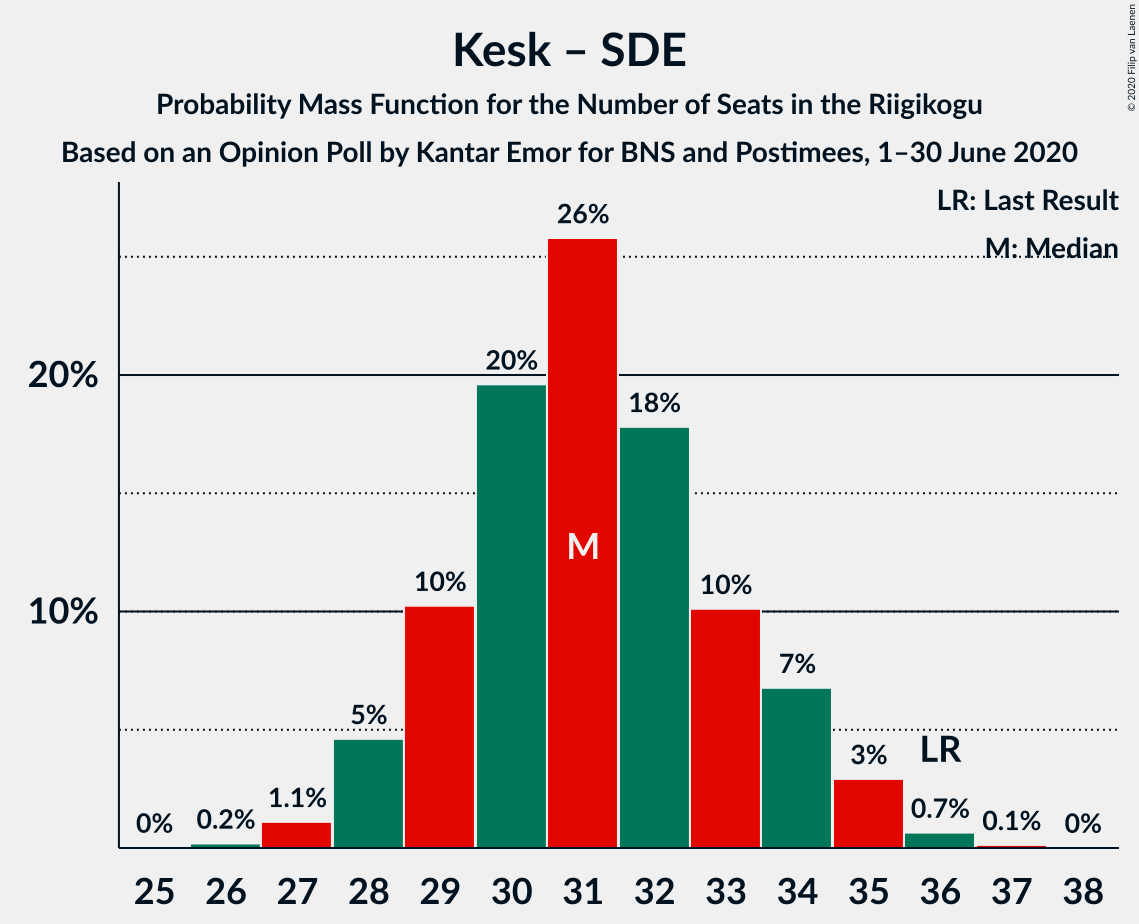 Kesk – SDE
Probability Mass Function for the Number of Seats in the Riigikogu
Based on an Opinion Poll by Kantar Emor for BNS and Postimees, 1–30 June 2020
© 2020 Filip van Laenen
LR: Last Result
M: Median
26%
20%
20%
18%
M
10%
10%
10%
7%
5%
3%
LR
1.1%
0.7%
0%
0.2%
0.1%
0%
25 26 27 28 29 30 31 32 33 34 35 36 37 38